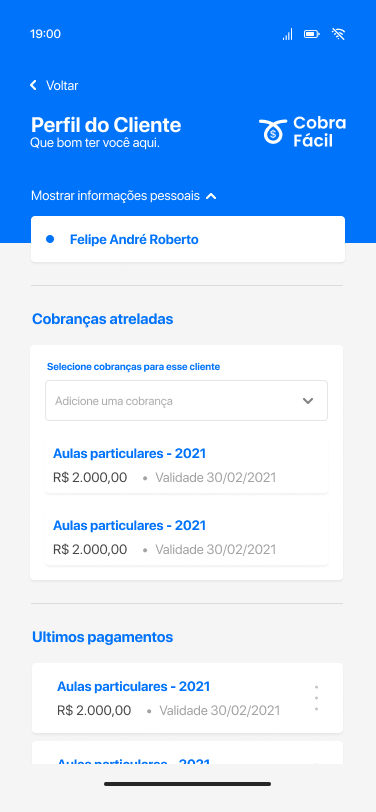 19:00
Voltar
Perfil do Cliente
Que bom ter você aqui.
Cobra
Fácil
Mostrar informações pessoais
Felipe André Roberto
Cobranças atreladas
Selecione cobranças para esse cliente
Adicione uma cobrança
Aulas particulares - 2021
R$ 2.000,00 • Validade 30/02/2021
Aulas particulares - 2021
R$ 2.000,00 • Validade 30/02/2021
Ultimos pagamentos
Aulas particulares - 2021
R$ 2.000,00 • Validade 30/02/2021
Aulas particulares - 2021